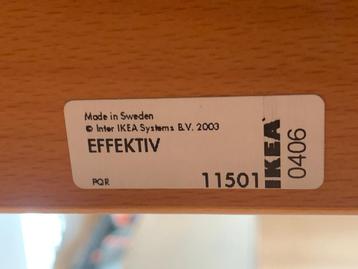 Made in Sweden
© Inter IKEA Systems B.V. 2003
EFFEKTIV
PQR
11501
IKEA
0406